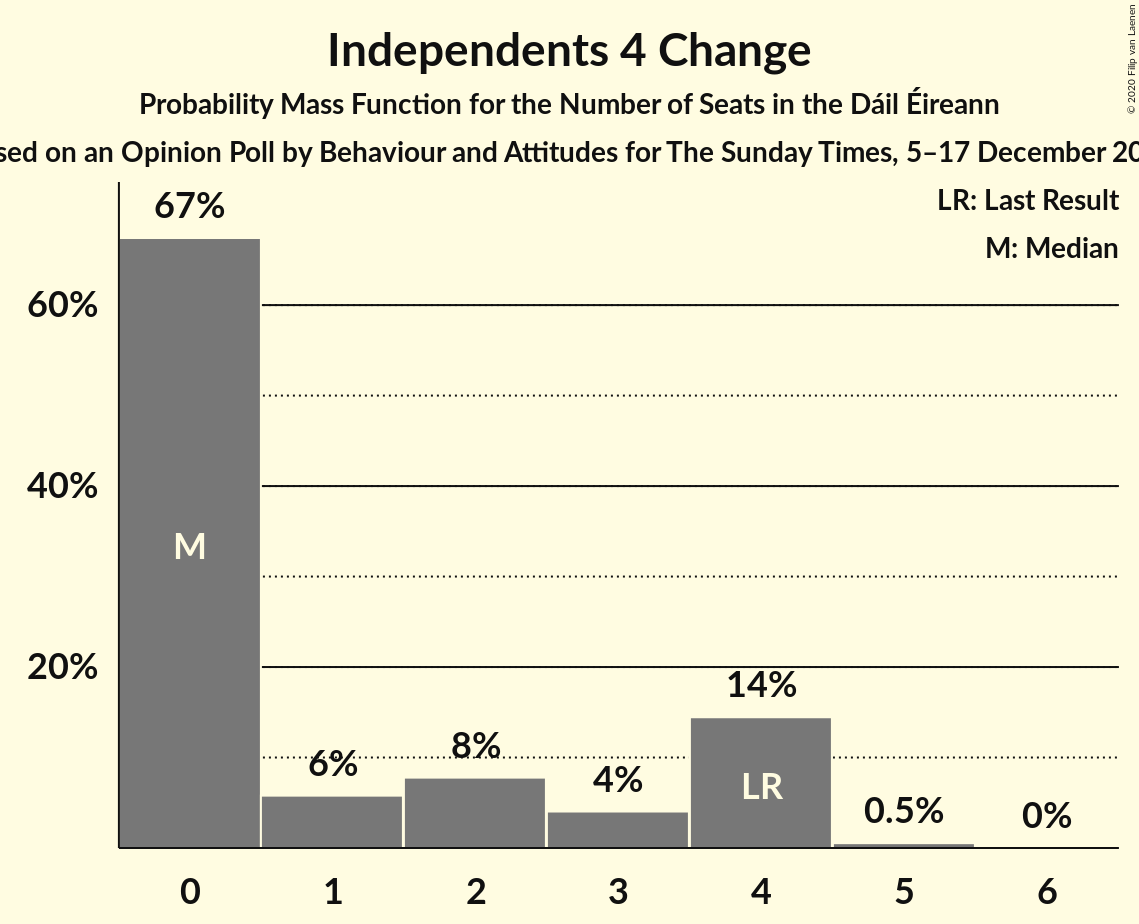 Independents 4 Change
Probability Mass Function for the Number of Seats in the Dáil Éireann
on an Opinion Poll by Behaviour and Attitudes for The Sunday Times, 5–17 December
© 2020 Filip van Laenen
LR: Last Result
M: Median
67%
60%
40%
20%
M
6%
8%
4%
14%
LR
0.5%
0%
0 1 2 3 4 5 6